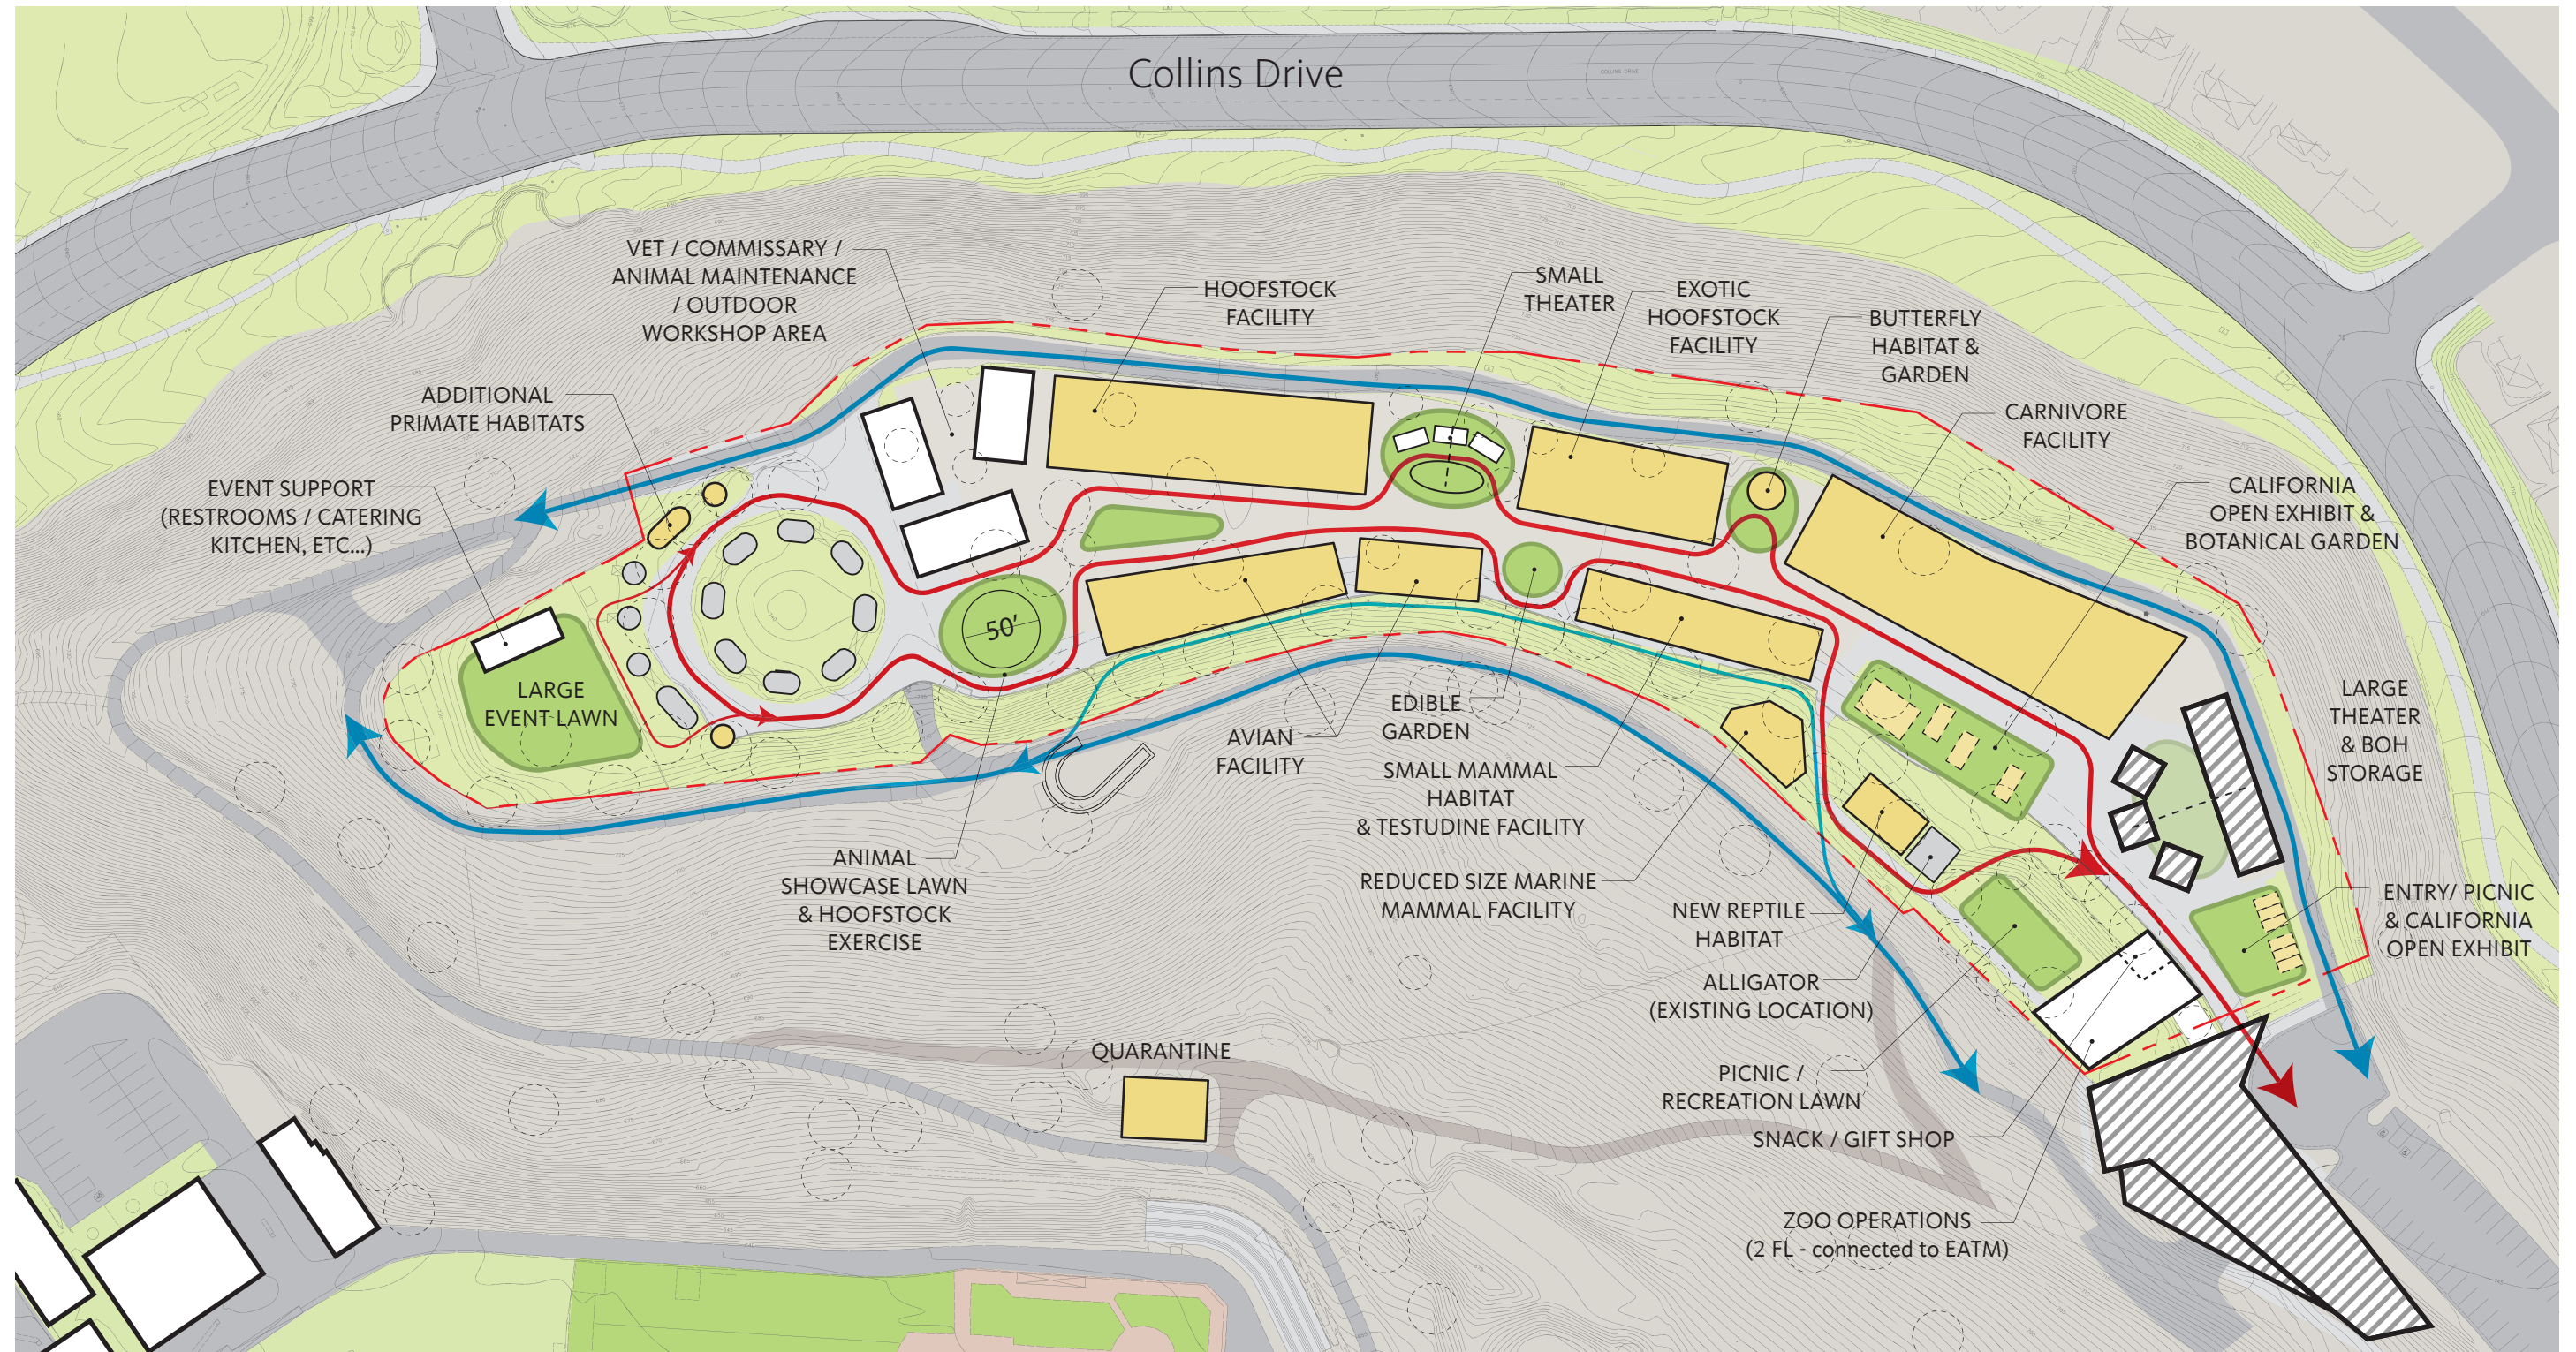 Collins Drive
COLLINS DRIVE
VET / COMMISSARY /
ANIMAL MAINTENANCE
/ OUTDOOR
WORKSHOP AREA
HOOFSTOCK
FACILITY
SMALL
THEATER
EXOTIC
HOOFSTOCK
FACILITY
BUTTERFLY
HABITAT &
GARDEN
CARNIVORE
FACILITY
ADDITIONAL
PRIMATE HABITATS
EVENT SUPPORT
(RESTROOMS / CATERING
KITCHEN, ETC...)
CALIFORNIA
OPEN EXHIBIT &
BOTANICAL GARDEN
50'
LARGE
EVENT LAWN
LARGE
THEATER
& BOH
STORAGE
AVIAN
FACILITY
EDIBLE
GARDEN
SMALL MAMMAL
HABITAT
& TESTUDINE FACILITY
ANIMAL
SHOWCASE LAWN
& HOOFSTOCK
EXERCISE
REDUCED SIZE MARINE
MAMMAL FACILITY
NEW REPTILE
HABITAT
ENTRY/ PICNIC
& CALIFORNIA
OPEN EXHIBIT
ALLIGATOR
(EXISTING LOCATION)
QUARANTINE
PICNIC /
RECREATION LAWN
SNACK / GIFT SHOP
ZOO OPERATIONS
(2 FL - connected to EATM)